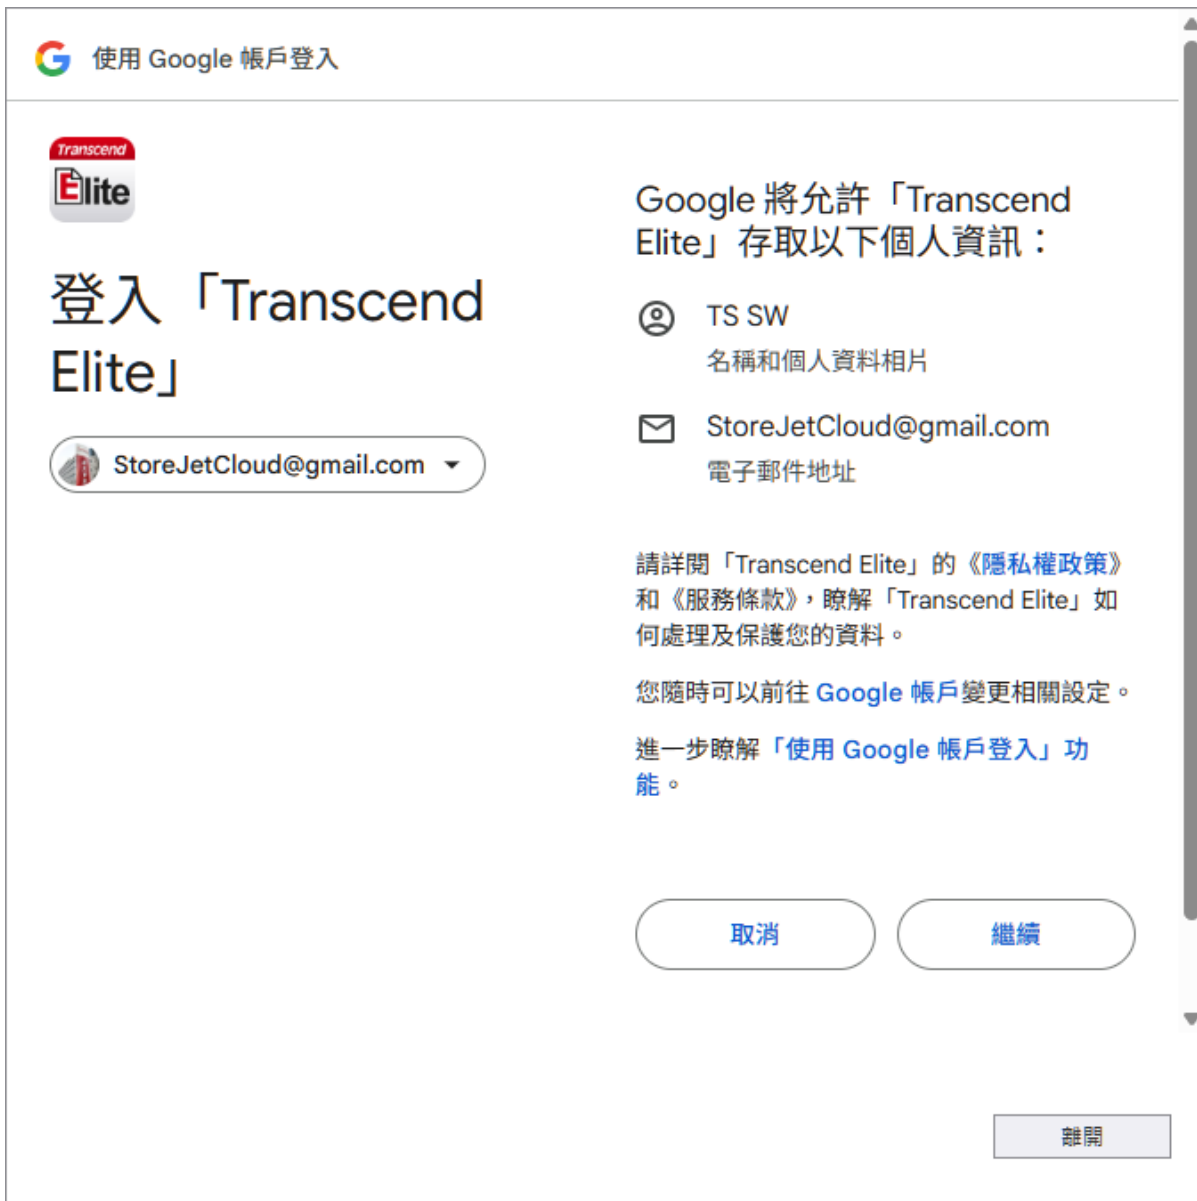 使用 Google 帳戶登入
Transcend
Elite
登入「Transcend
Elite」
StoreJetCloud@gmail.com
Google 將允許「Transcend
Elite」存取以下個人資訊：
TS SW
名稱和個人資料相片
StoreJetCloud@gmail.com
電子郵件地址
請詳閱「Transcend Elite」的《隱私權政策》
和《服務條款》，瞭解「Transcend Elite」如
何處理及保護您的資料。
您隨時可以前往 Google 帳戶變更相關設定。
進一步瞭解「使用 Google 帳戶登入」功
能。
取消
繼續
離開